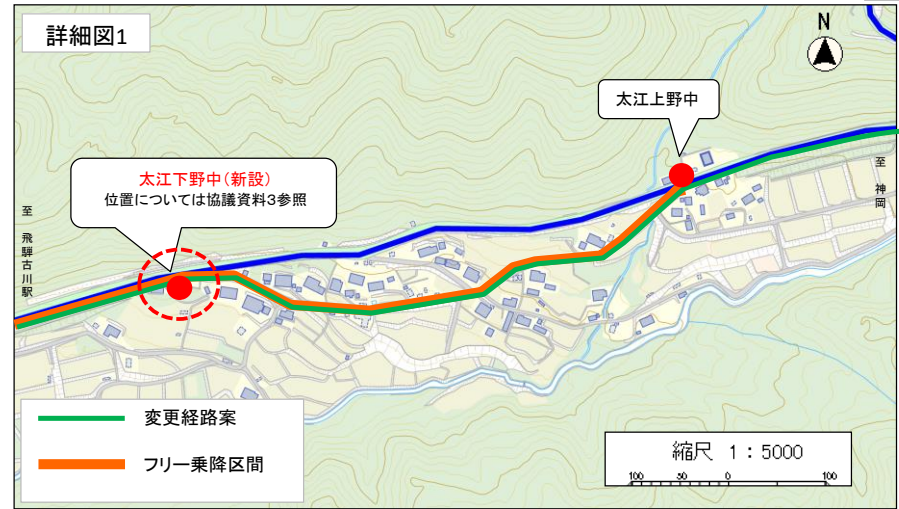 詳細図1
N
太江上野中
太江下野中(新設)
位置については協議資料3参照
至 飛騨古川駅
至 神岡
変更経路案
フリー乗降区間
縮尺 1：5000
100 50 0 100